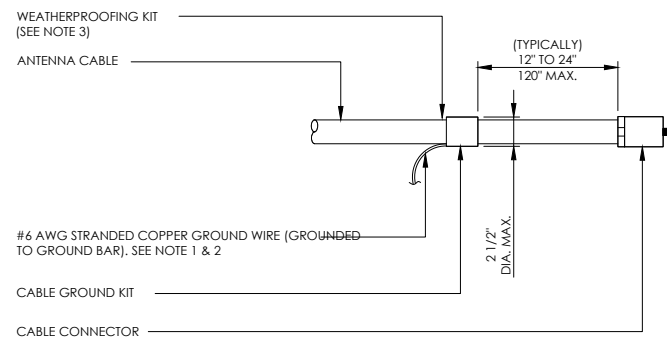 WEATHERPROOFING KIT
(SEE NOTE 3)
ANTENNA CABLE
(TYPICALLY)
12" TO 24"
120" MAX.
2 1/2"
DIA. MAX.
#6 AWG STRANDED COPPER GROUND WIRE (GROUNDED
TO GROUND BAR). SEE NOTE 1 & 2
CABLE GROUND KIT
CABLE CONNECTOR